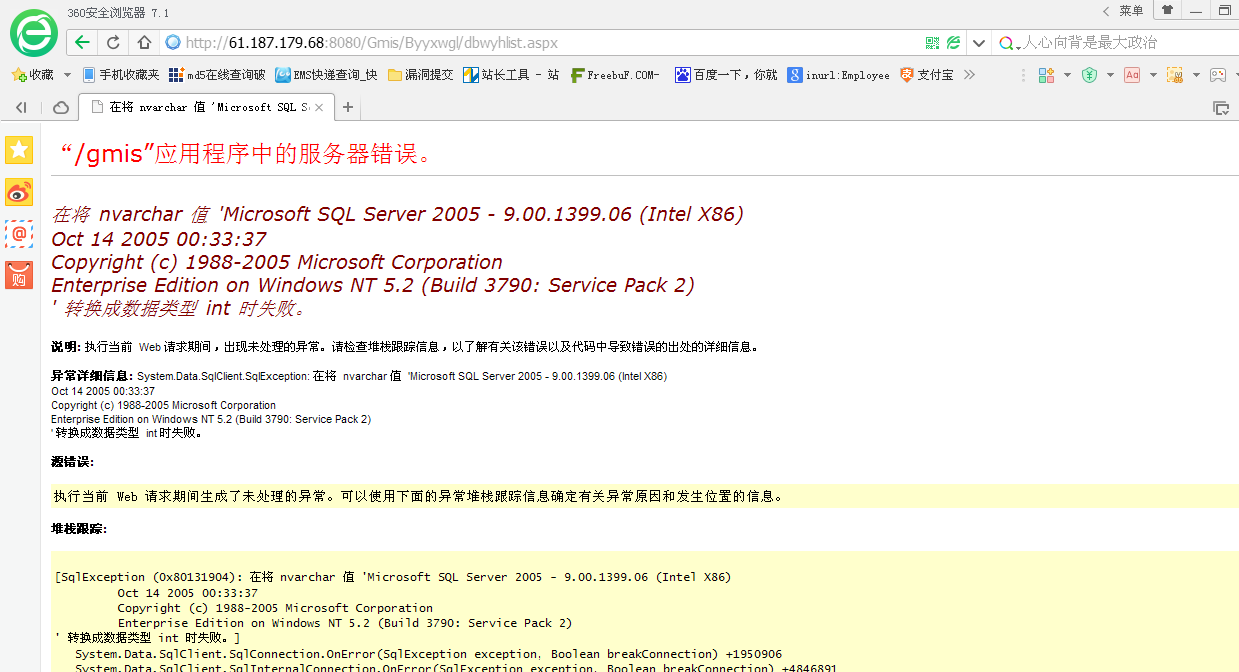 360安全浏览器 7.1
菜单
http://61.187.179.68:8080/Gmis/Byyxwgl/dbwyhlist.aspx
人心向背是最大政治
收藏 手机收藏夹 md5在线查询破 EMS快递查询_快 漏洞提交 站长工具 - 站 FreebuF.COM- 百度一下，你就 inurl:Employee 支付宝
在将 nvarchar 值 'Microsoft SQL S
“/gmis”应用程序中的服务器错误。
在将 nvarchar 值 'Microsoft SQL Server 2005 - 9.00.1399.06 (Intel X86)
Oct 14 2005 00:33:37
Copyright (c) 1988-2005 Microsoft Corporation
Enterprise Edition on Windows NT 5.2 (Build 3790: Service Pack 2)
' 转换成数据类型 int 时失败。
说明: 执行当前 Web 请求期间，出现未处理的异常。请检查堆栈跟踪信息，以了解有关该错误以及代码中导致错误的出处的详细信息。
异常详细信息: System.Data.SqlClient.SqlException: 在将 nvarchar 值 'Microsoft SQL Server 2005 - 9.00.1399.06 (Intel X86)
Oct 14 2005 00:33:37
Copyright (c) 1988-2005 Microsoft Corporation
Enterprise Edition on Windows NT 5.2 (Build 3790: Service Pack 2)
' 转换成数据类型 int 时失败。
源错误:
执行当前 Web 请求期间生成了未处理的异常。可以使用下面的异常堆栈跟踪信息确定有关异常原因和发生位置的信息。
堆栈跟踪:
[SqlException (0x80131904): 在将 nvarchar 值 'Microsoft SQL Server 2005 - 9.00.1399.06 (Intel X86)
Oct 14 2005 00:33:37
Copyright (c) 1988-2005 Microsoft Corporation
Enterprise Edition on Windows NT 5.2 (Build 3790: Service Pack 2)
' 转换成数据类型 int 时失败。]
System.Data.SqlClient.SqlConnection.OnError(SqlException exception, Boolean breakConnection) +1950906
System.Data.SqlClient.SqlInternalConnection.OnError(SqlException exception, Boolean breakConnection) +4846891